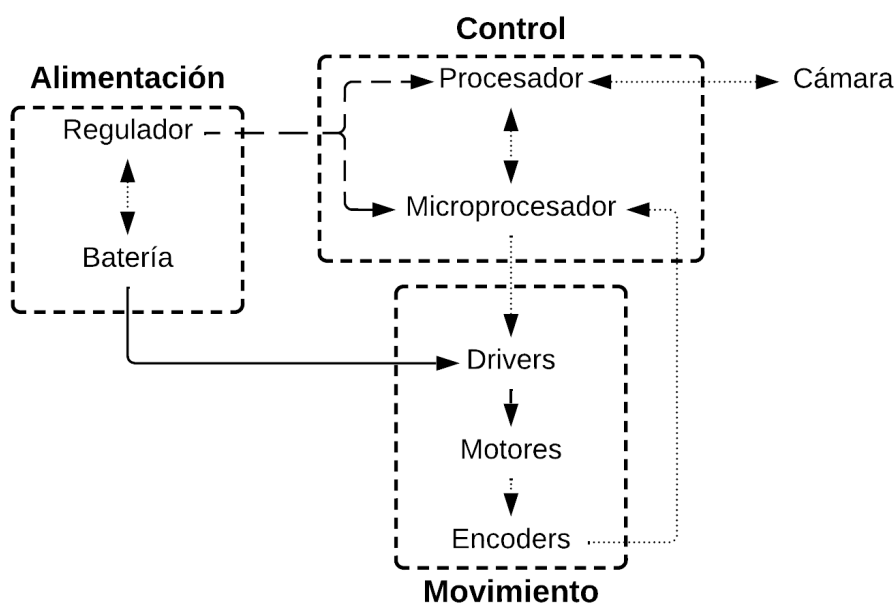 Control
Alimentación
Procesador
Cámara
Regulador
Microprocesador
Batería
Drivers
Motores
Encoders
Movimiento